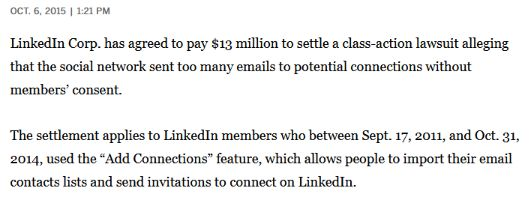 OCT. 6, 2015 | 1:21 PM
LinkedIn Corp. has agreed to pay $13 million to settle a class-action lawsuit alleging
that the social network sent too many emails to potential connections without
members’ consent.
The settlement applies to LinkedIn members who between Sept. 17, 2011, and Oct. 31,
2014, used the “Add Connections” feature, which allows people to import their email
contacts lists and send invitations to connect on LinkedIn.